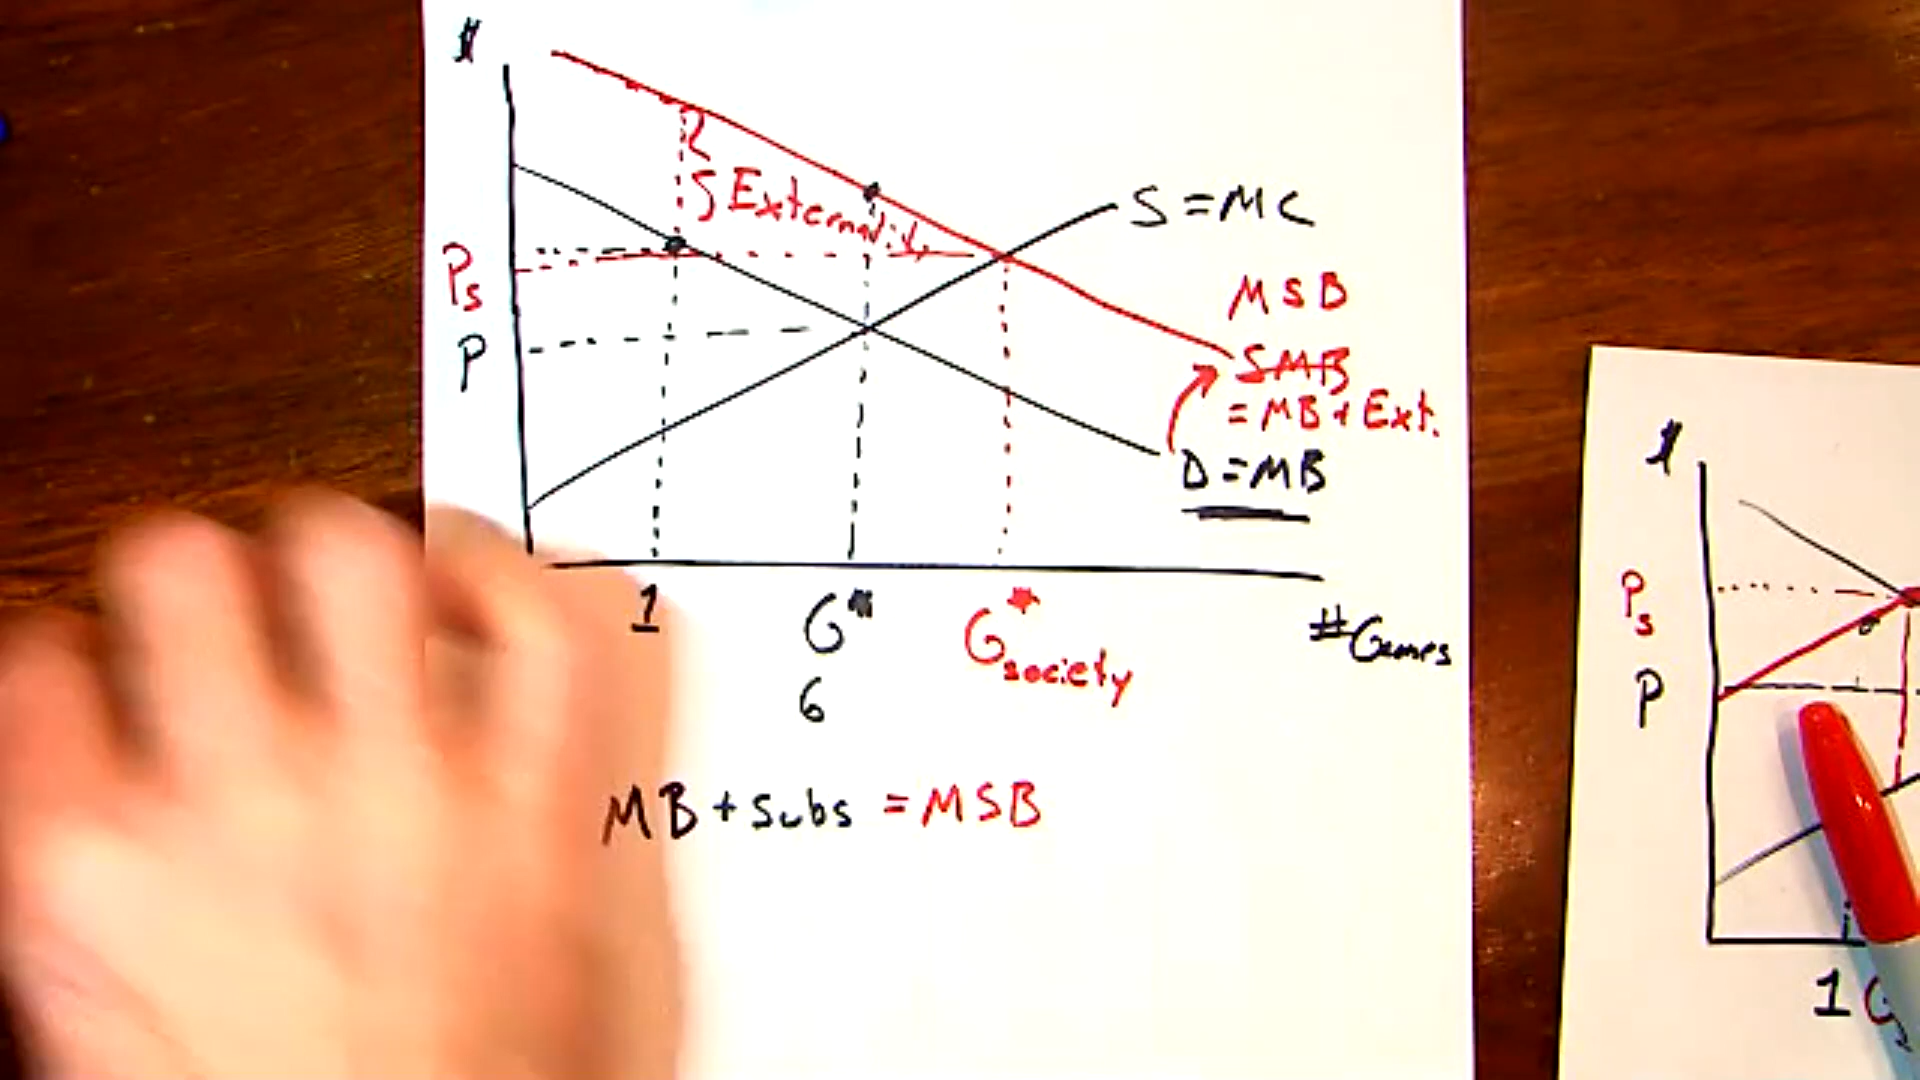 $
Externality
S = MC
Ps
MSB
P
SMB
= MB + Ext.
D = MB
1
G*
G*society
#Games
6
MB + Subs = MSB
$
Ps
P
1